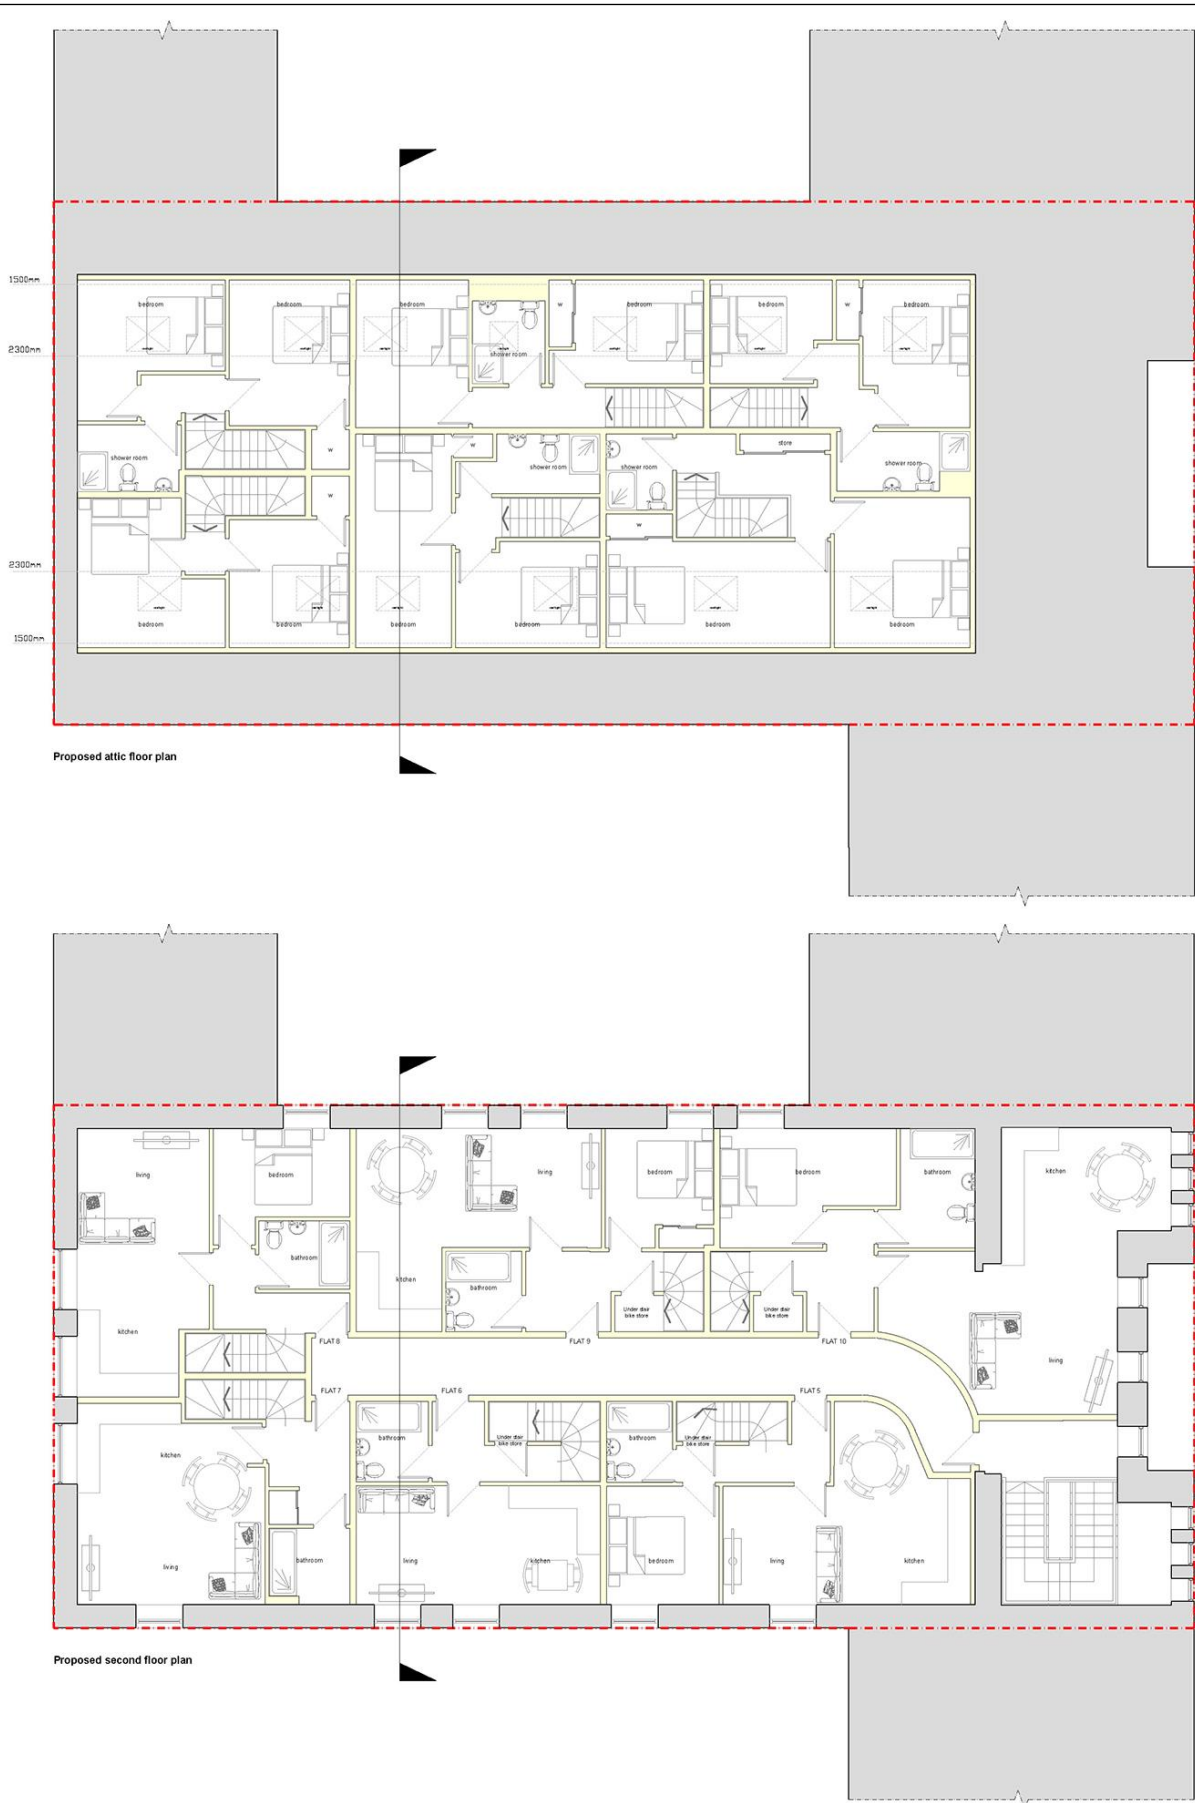 1500mm
bedroom
bedroom
bedroom
w
bedroom
bedroom
w
bedroom
2300mm
shower room
store
shower room
w
w
shower room
shower room
shower room
w
w
2300mm
bedroom
bedroom
bedroom
bedroom
bedroom
bedroom
1500mm
Proposed attic floor plan
living
bedroom
living
bedroom
bedroom
bathroom
kitchen
bathroom
kitchen
bathroom
kitchen
Under stair
bike store
Under stair
bike store
FLAT 8
FLAT 9
FLAT 10
living
FLAT 7
FLAT 6
FLAT 5
kitchen
bathroom
Under stair
bike store
bathroom
Under stair
bike store
living
bathroom
living
kitchen
bedroom
living
kitchen
Proposed second floor plan